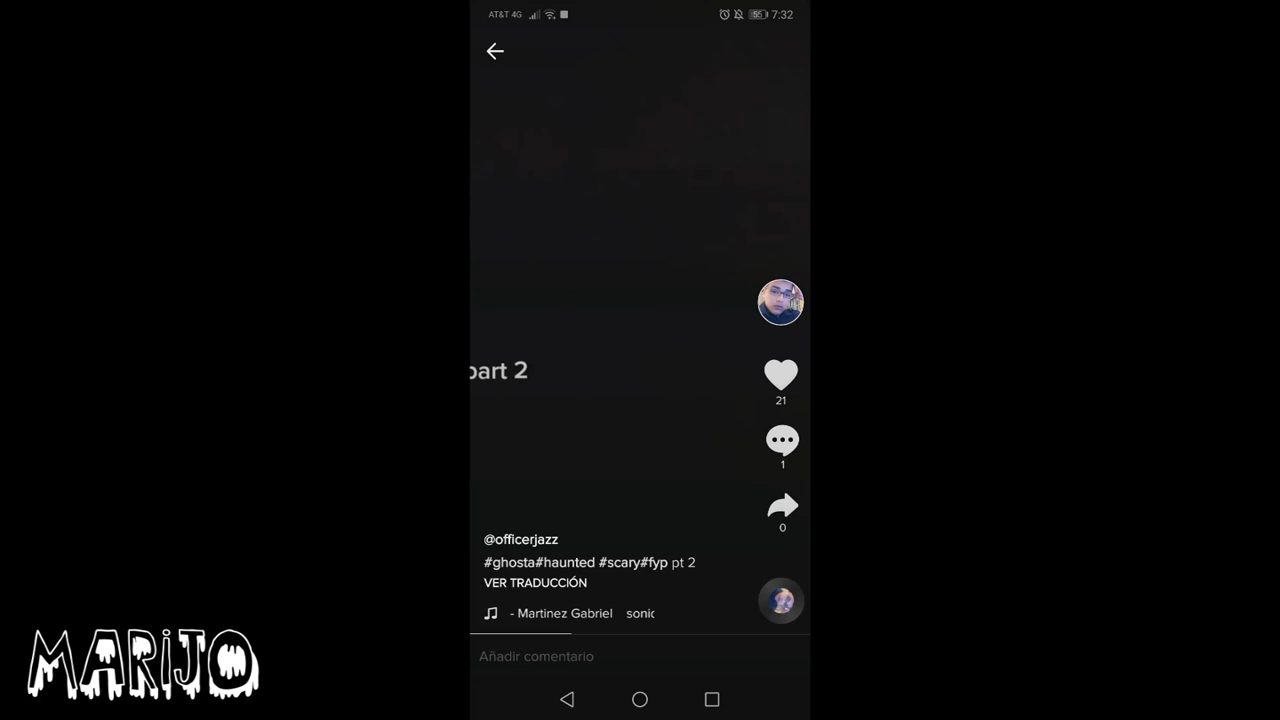 AT&T 4G
55
7:32
part 2
21
1
0
@officerjazz
#ghosta#haunted #scary#fyp pt 2
VER TRADUCCIÓN
- Martinez Gabriel sonic
Añadir comentario
MARiJO